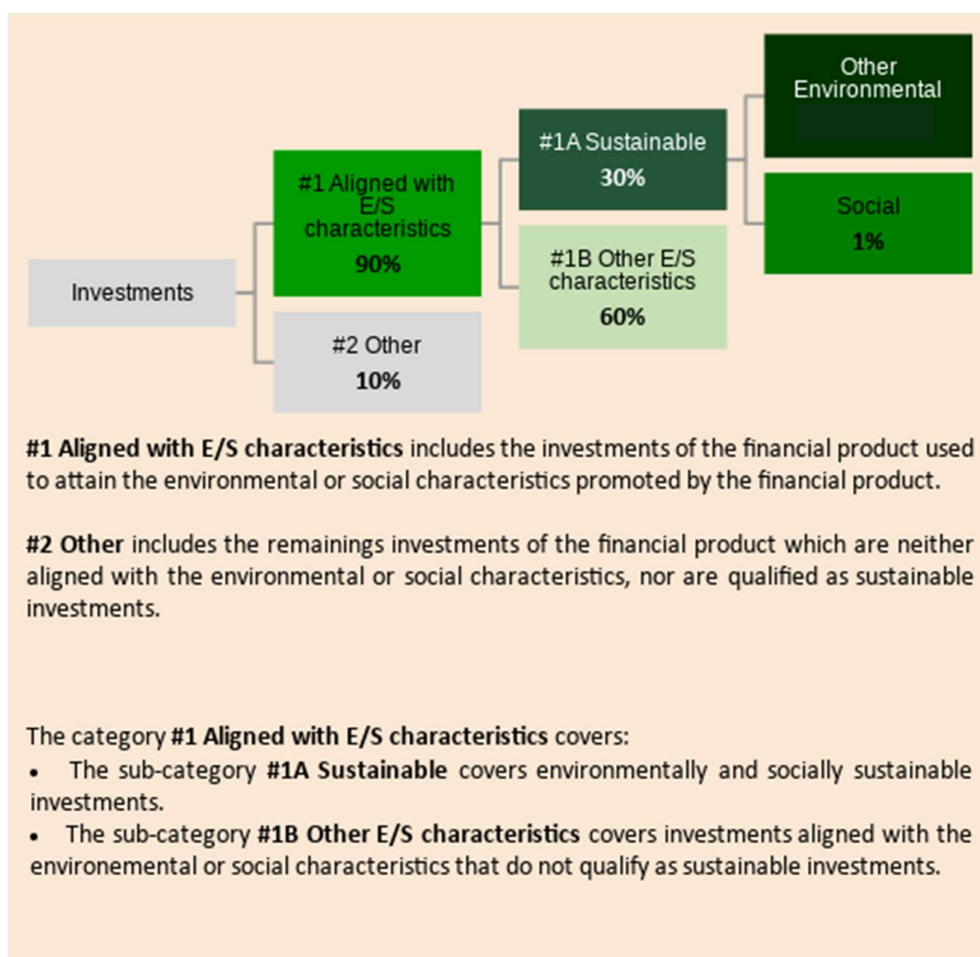 Other
Environmental
#1A Sustainable
30%
#1 Aligned with
E/S
characteristics
90%
Social
1%
#1B Other E/S
characteristics
60%
Investments
#2 Other
10%
#1 Aligned with E/S characteristics includes the investments of the financial product used
to attain the environmental or social characteristics promoted by the financial product.
#2 Other includes the remainings investments of the financial product which are neither
aligned with the environmental or social characteristics, nor are qualified as sustainable
investments.
The category #1 Aligned with E/S characteristics covers:
• The sub-category #1A Sustainable covers environmentally and socially sustainable
investments.
• The sub-category #1B Other E/S characteristics covers investments aligned with the
environemental or social characteristics that do not qualify as sustainable investments.